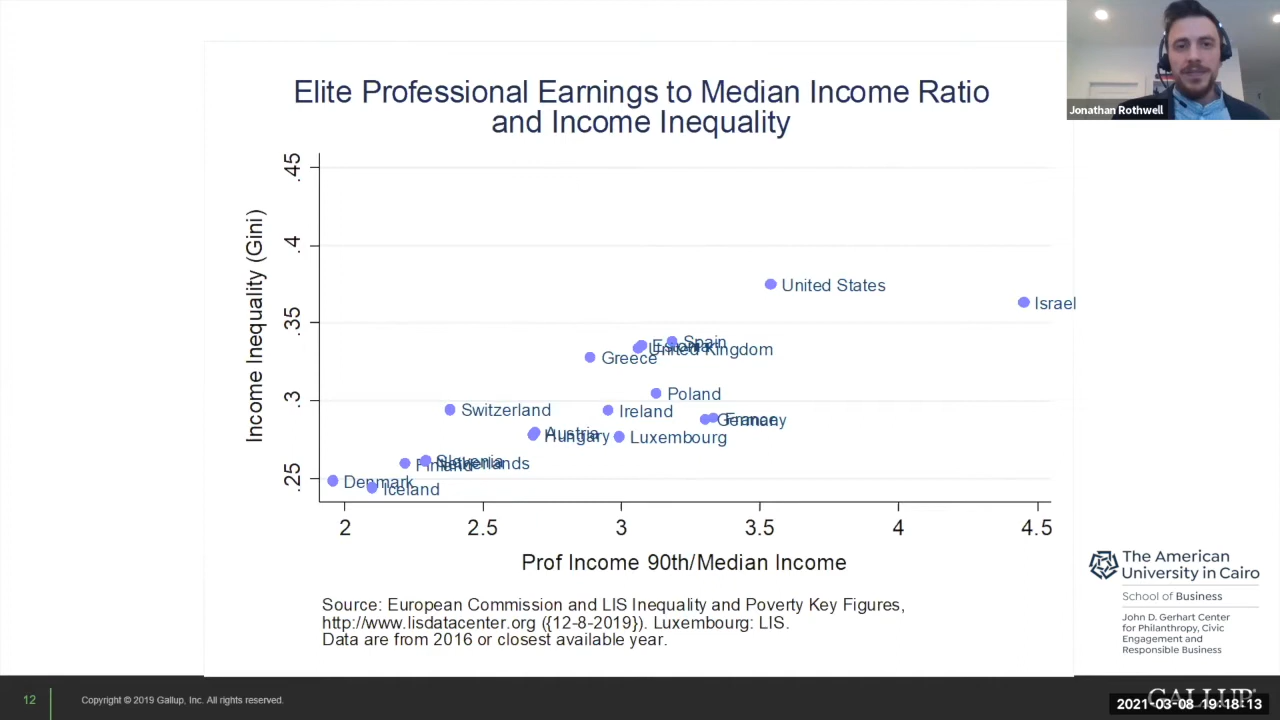 Jonathan Rothwell
Elite Professional Earnings to Median Income Ratio
and Income Inequality
Income Inequality (Gini)
.45
.4
.35
.3
.25
United States
Israel
Spain
United Kingdom
Greece
Poland
Switzerland
Ireland
France
Germany
Austria
Hungary
Luxembourg
Slovenia
Finland
Denmark
Iceland
2
2.5
3
3.5
4
4.5
Prof Income 90th/Median Income
Source: European Commission and LIS Inequality and Poverty Key Figures,
http://www.lisdatacenter.org ({12-8-2019}). Luxembourg: LIS.
Data are from 2016 or closest available year.
The American
University in Cairo
School of Business
John D. Gerhart Center
for Philanthropy, Civic
Engagement and
Responsible Business
12
Copyright © 2019 Gallup, Inc. All rights reserved.
GALLUP
2021-03-08 19:18:13